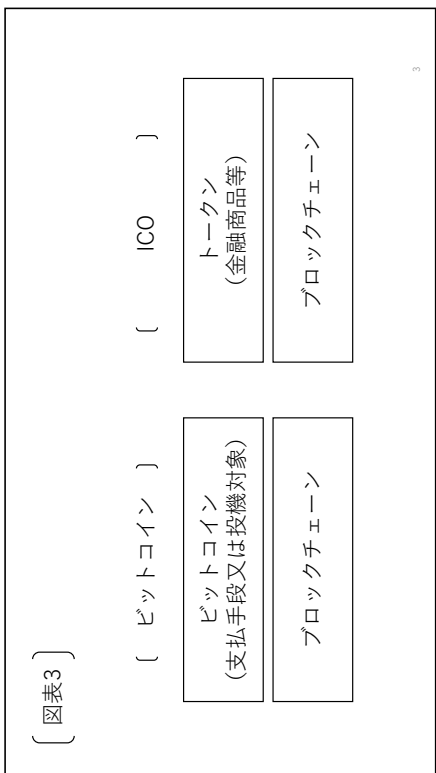 〔図表3〕
〔 ビットコイン 〕
ビットコイン
(支払手段又は投機対象)
ブロックチェーン
〔 ICO 〕
トークン
(金融商品等)
ブロックチェーン
3